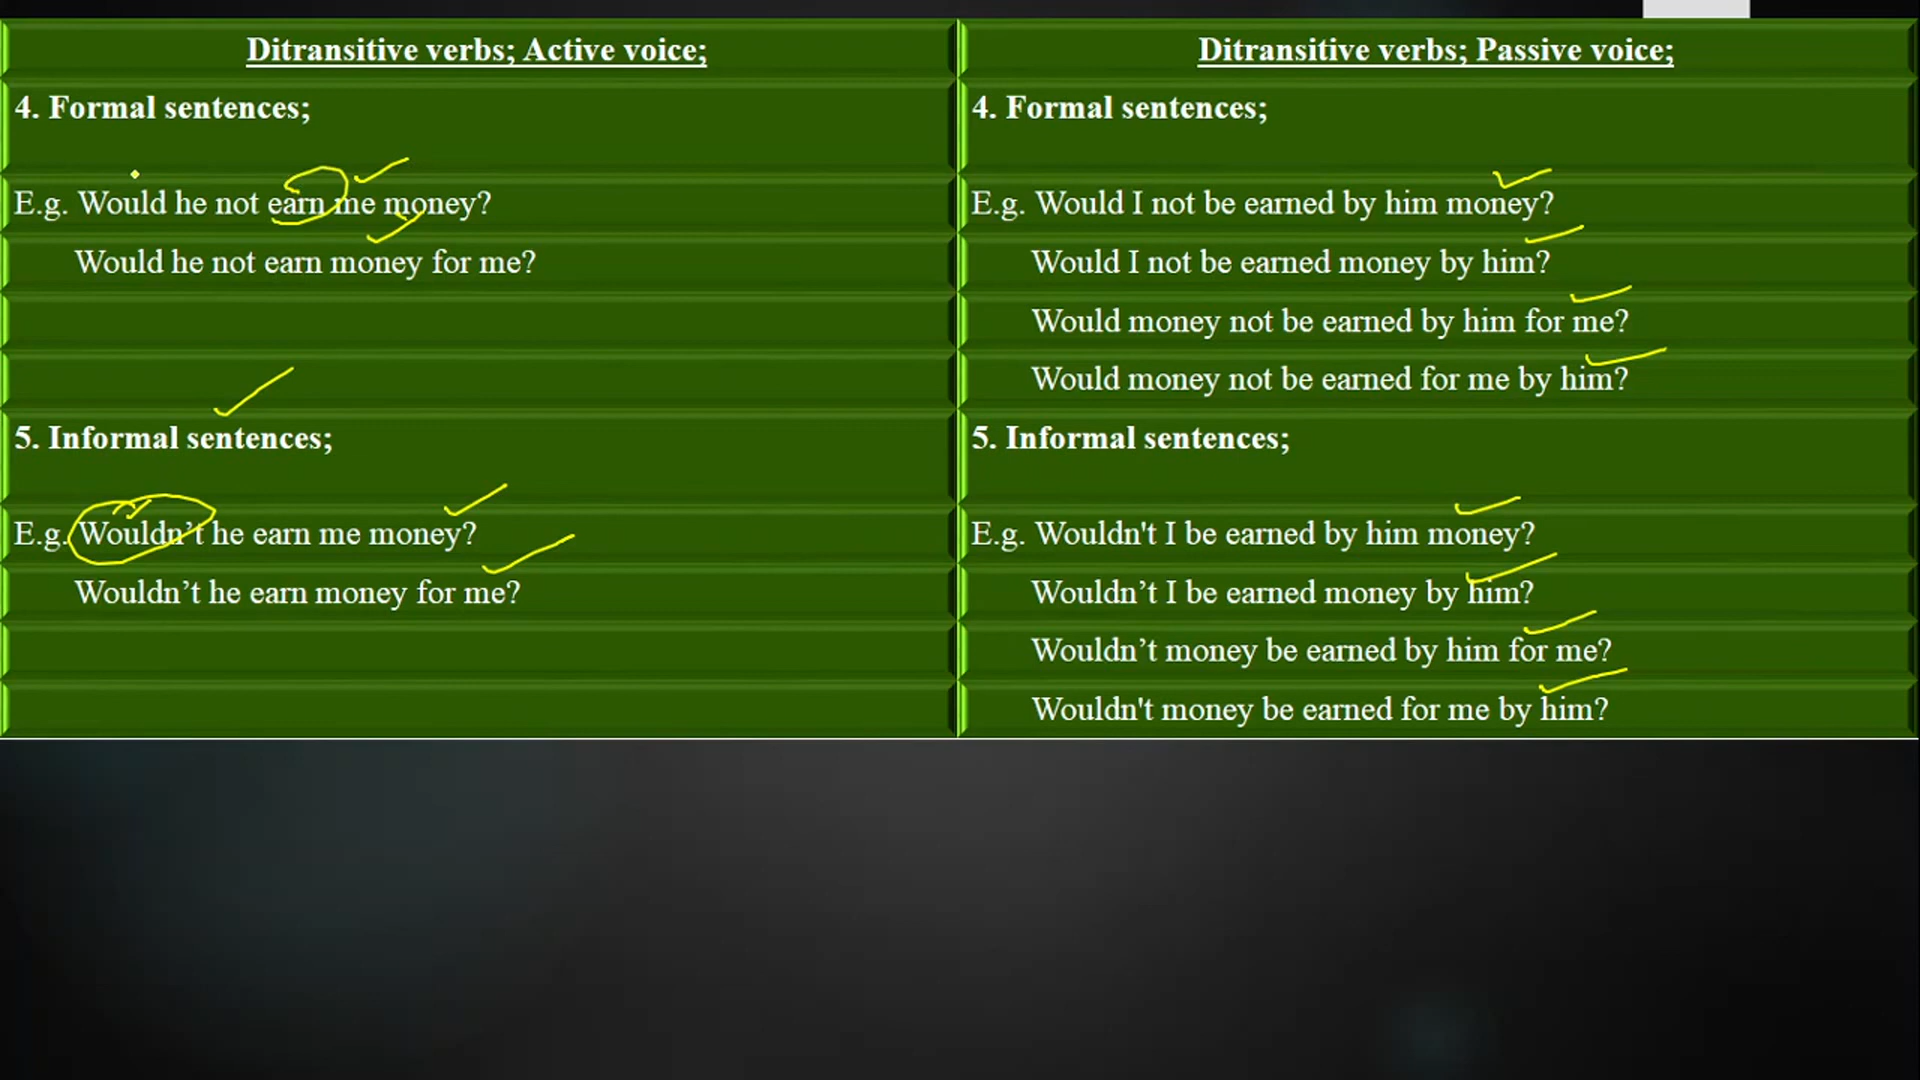 Ditransitive verbs; Active voice;
4. Formal sentences;
E.g. Would he not earn me money?
Would he not earn money for me?
5. Informal sentences;
E.g. Wouldn’t he earn me money?
Wouldn’t he earn money for me?
Ditransitive verbs; Passive voice;
4. Formal sentences;
E.g. Would I not be earned by him money?
Would I not be earned money by him?
Would money not be earned by him for me?
Would money not be earned for me by him?
5. Informal sentences;
E.g. Wouldn't I be earned by him money?
Wouldn’t I be earned money by him?
Wouldn’t money be earned by him for me?
Wouldn't money be earned for me by him?